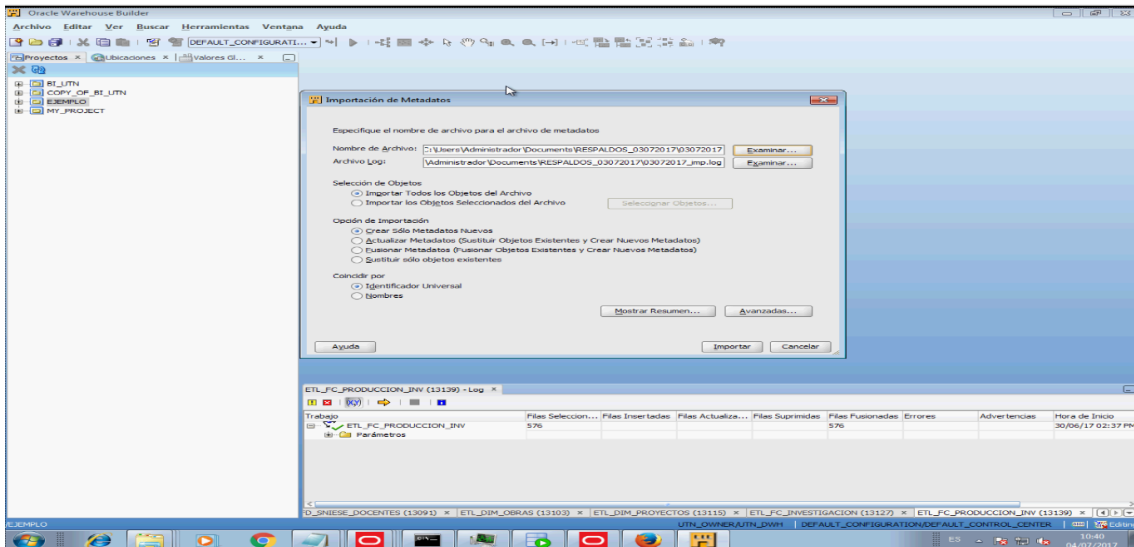 Oracle Warehouse Builder
Archivo Editar Ver Buscar Herramientas Ventana Ayuda
DEFAULT_CONFIGURATI...
Proyectos Ubicaciones Valores Gl...
BI_UTN
COPY_OF_BI_UTN
EJEMPLO
MY_PROJECT
Importación de Metadatos
Especifique el nombre de archivo para el archivo de metadatos
Nombre de Archivo: C:\Users\Administrador\Documents\RESPALDOS_03072017\03072017 Examinar...
Archivo Log: \Administrador\Documents\RESPALDOS_03072017\03072017_imp.log Examinar...
Selección de Objetos
Importar Todos los Objetos del Archivo
Importar los Objetos Seleccionados del Archivo Seleccionar Objetos...
Opción de Importación
Crear Sólo Metadatos Nuevos
Actualizar Metadatos (Sustituir Objetos Existentes y Crear Nuevos Metadatos)
Fusionar Metadatos (Fusionar Objetos Existentes y Crear Nuevos Metadatos)
Sustituir sólo objetos existentes
Coincidir por
Identificador Universal
Nombres
Mostrar Resumen... Avanzadas...
Ayuda Importar Cancelar
ETL_FC_PRODUCCION_INV (13139) - Log
Trabajo Filas Seleccion... Filas Insertadas Filas Actualiza... Filas Suprimidas Filas Fusionadas Errores Advertencias Hora de Inicio
ETL_FC_PRODUCCION_INV 576 576 30/06/17 02:37 PM
Parámetros
O_SNIESE_DOCENTES (13091) ETL_DIM_OBRAS (13103) ETL_DIM_PROYECTOS (13115) ETL_FC_INVESTIGACION (13127) ETL_FC_PRODUCCION_INV (13139)
/EJEMPLO UTN_OWNER/UTN_DWH DEFAULT_CONFIGURATION/DEFAULT_CONTROL_CENTER Editing
ES 10:40
04/07/2017